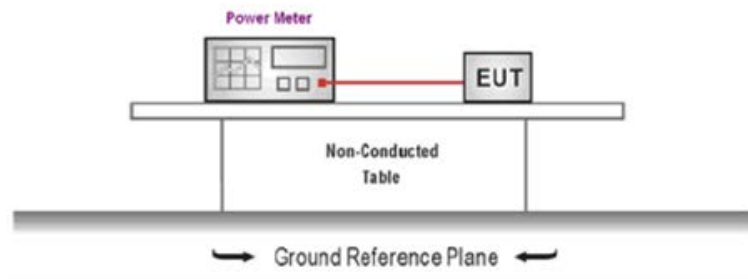 Power Meter
EUT
Non-Conducted
Table
Ground Reference Plane